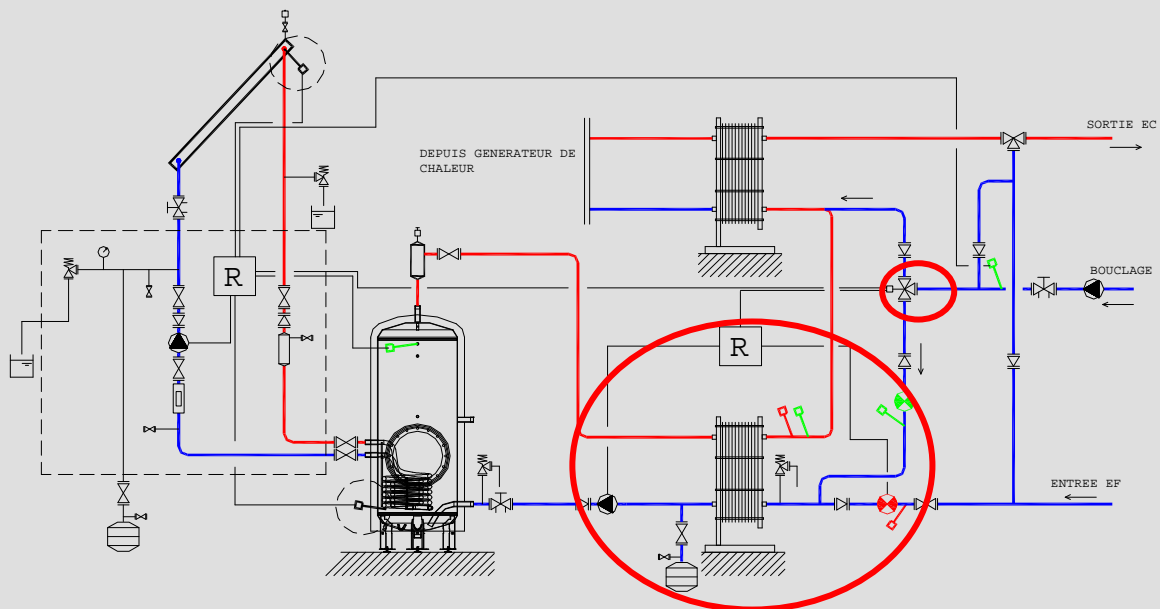 SORTIE EC
DEPUIS GENERATEUR DE
CHALEUR
R
BOUCLAGE
R
ENTREE EF